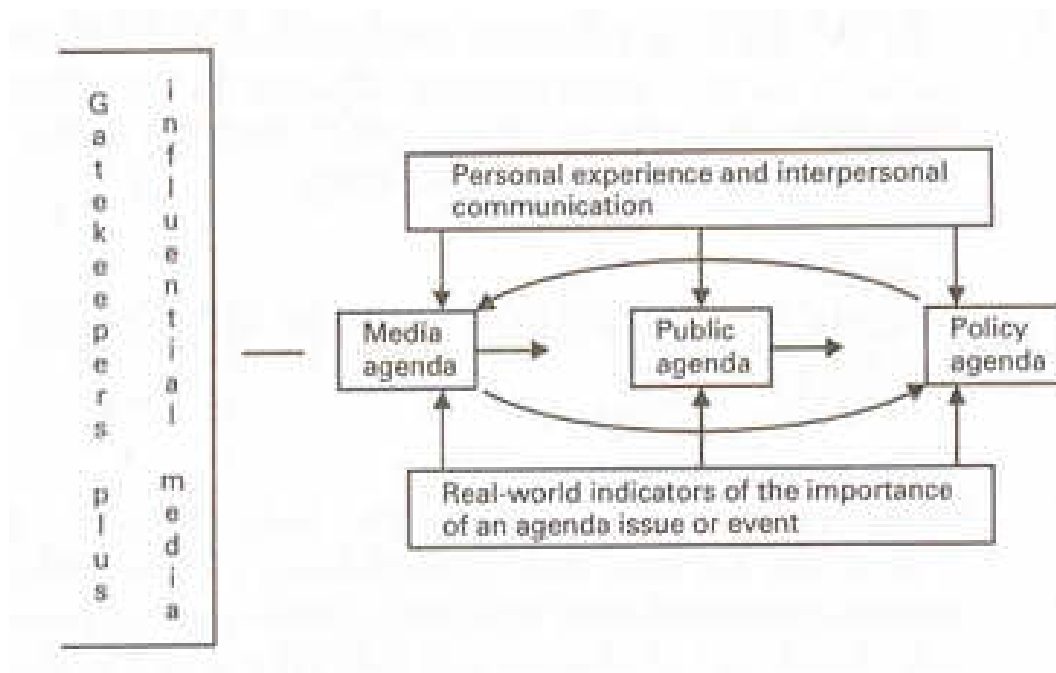 Gatekeepers plus
influential media
Personal experience and interpersonal
communication
Media
agenda
Public
agenda
Policy
agenda
Real-world indicators of the importance
of an agenda issue or event